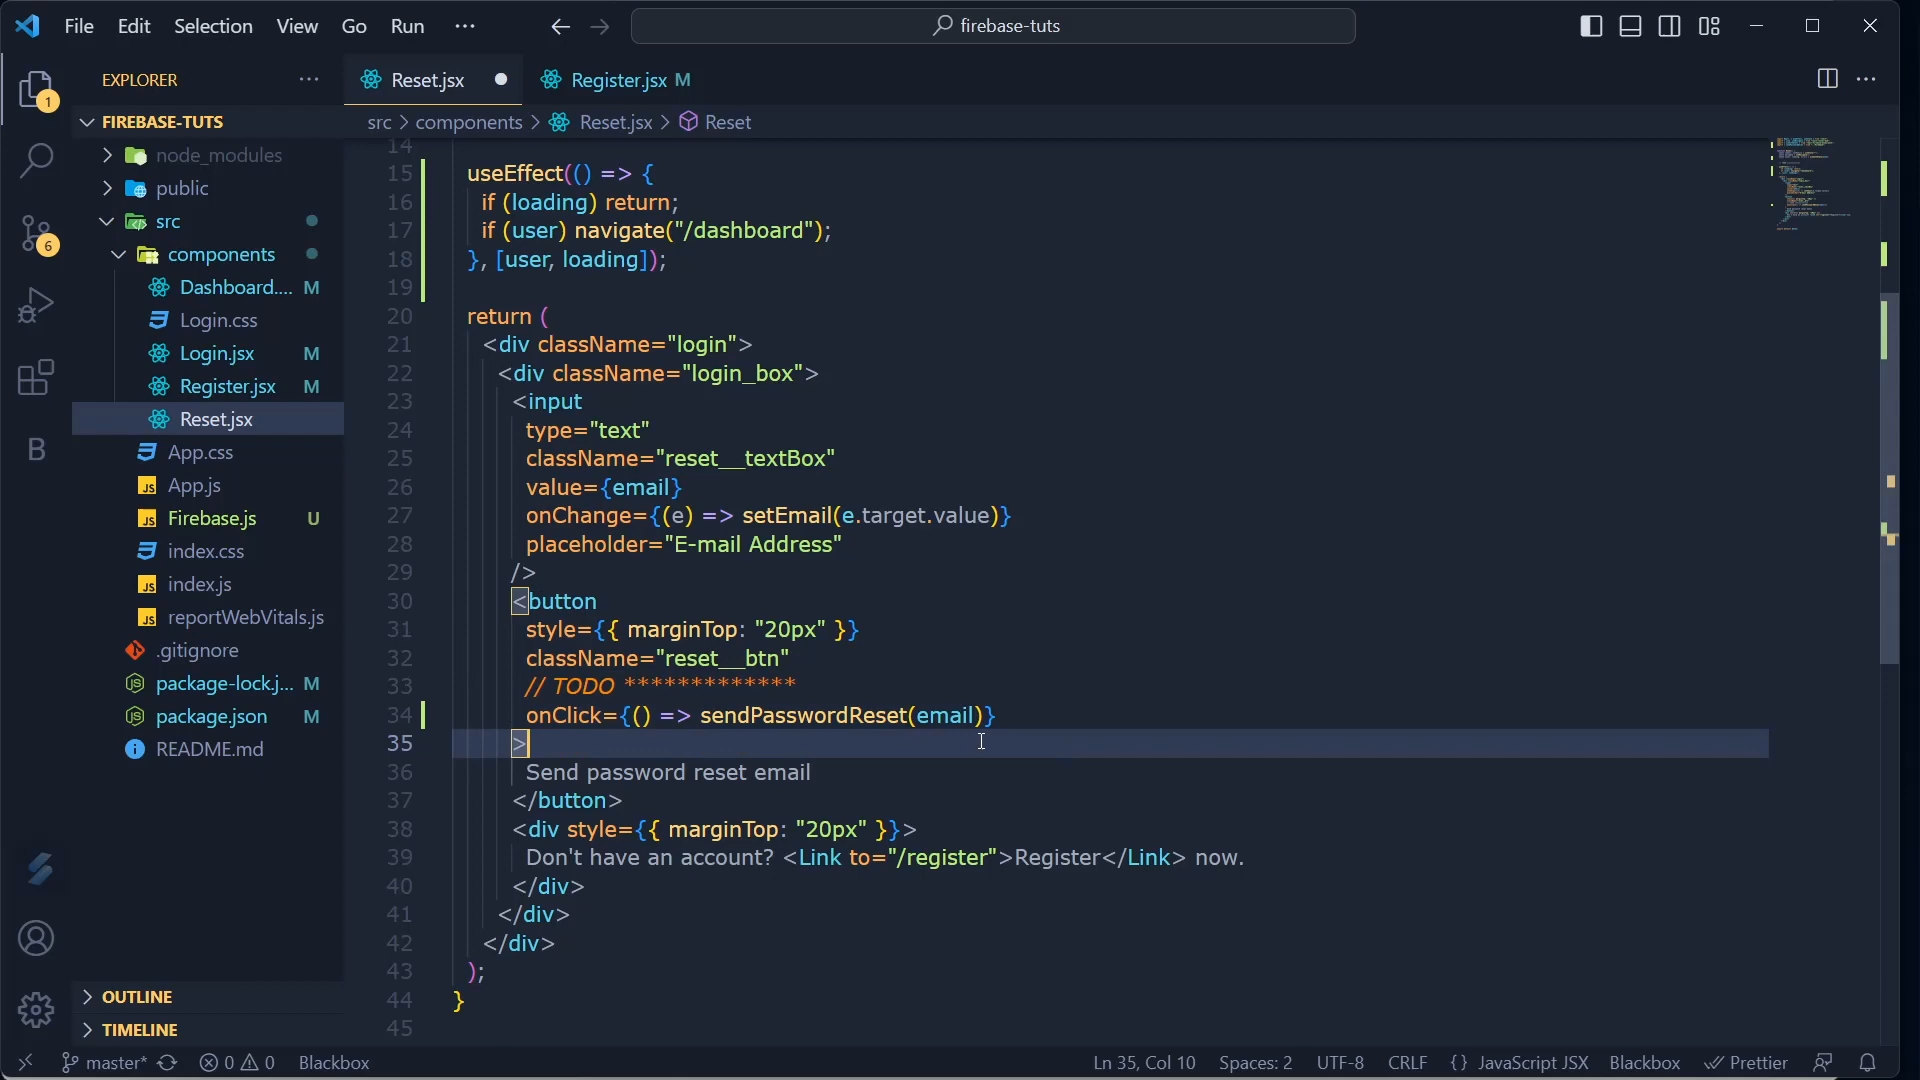 File Edit Selection View Go Run ··· firebase-tuts
EXPLORER ··· Reset.jsx Register.jsx M
FIREBASE-TUTS
src > components > Reset.jsx > Reset
node_modules
public
src
components
Dashboard.... M
Login.css
Login.jsx M
Register.jsx M
Reset.jsx
App.css
App.js
Firebase.js U
index.css
index.js
reportWebVitals.js
.gitignore
package-lock.j... M
package.json M
README.md
OUTLINE
TIMELINE
1
6
B
14
15 useEffect(() => {
16 if (loading) return;
17 if (user) navigate("/dashboard");
18 }, [user, loading]);
19
20 return (
21 <div className="login">
22 <div className="login_box">
23 <input
24 type="text"
25 className="reset__textBox"
26 value={email}
27 onChange={(e) => setEmail(e.target.value)}
28 placeholder="E-mail Address"
29 />
30 <button
31 style={{ marginTop: "20px" }}
32 className="reset__btn"
33 // TODO *************
34 onClick={() => sendPasswordReset(email)}
35 >
36 Send password reset email
37 </button>
38 <div style={{ marginTop: "20px" }}>
39 Don't have an account? <Link to="/register">Register</Link> now.
40 </div>
41 </div>
42 </div>
43 );
44 }
45
master* 0 0 Blackbox Ln 35, Col 10 Spaces: 2 UTF-8 CRLF {} JavaScript JSX Blackbox Prettier